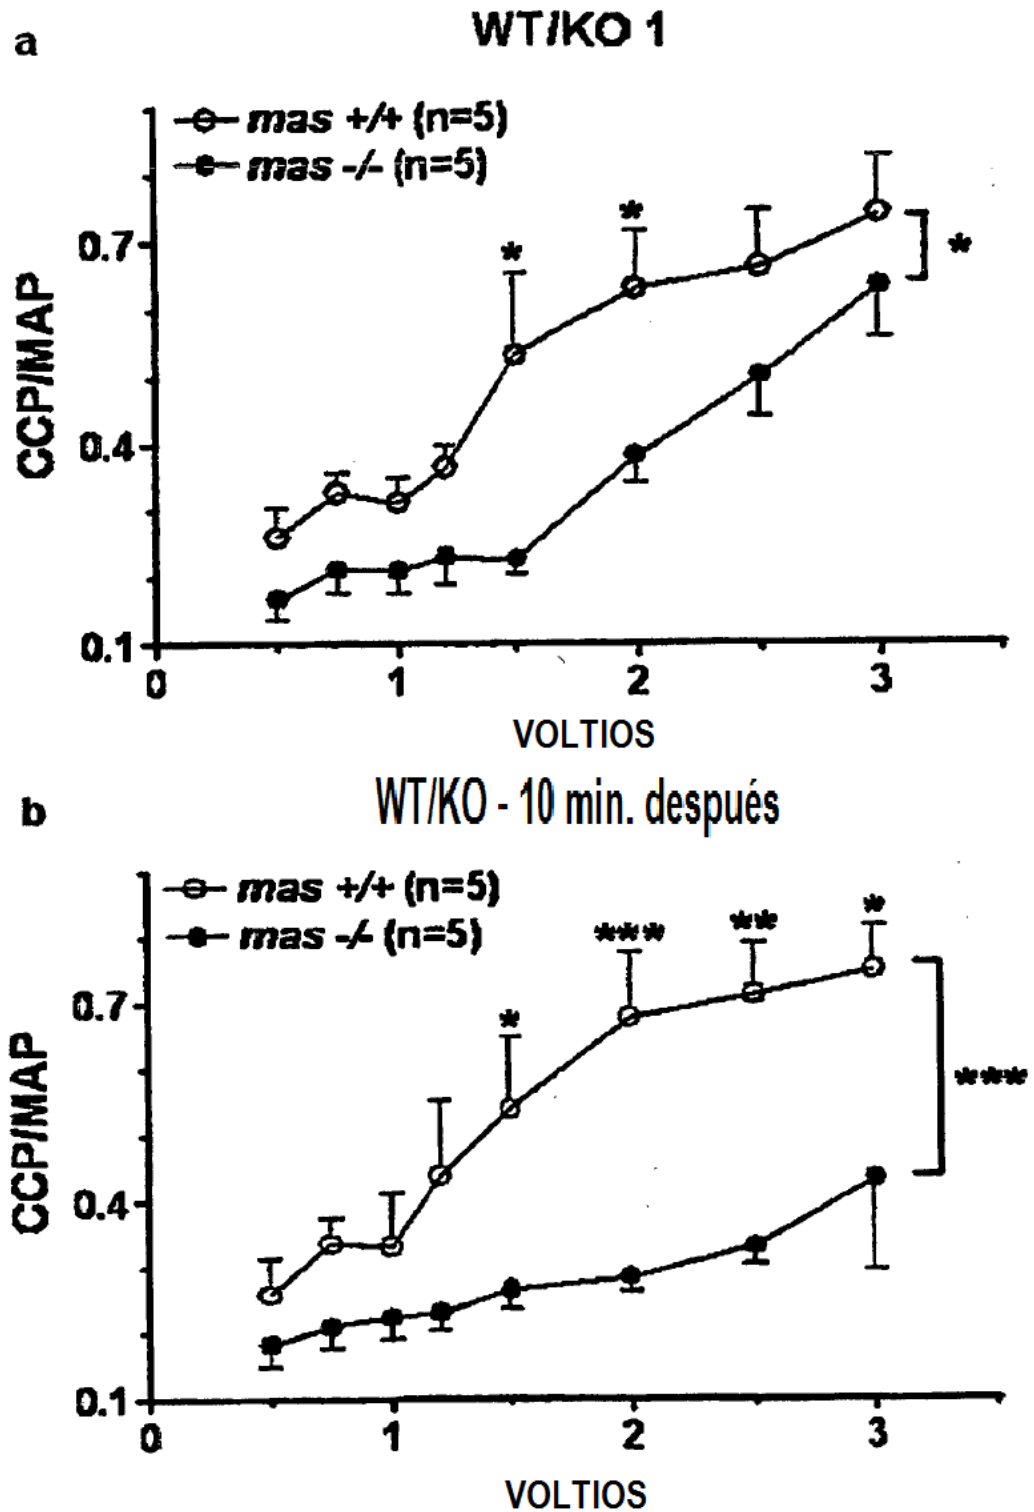 a
WT/KO 1
mas +/+ (n=5)
mas -/- (n=5)
*
*
*
0.7
0.4
0.1
CCP/MAP
0 1 2 3
VOLTIOS
b
WT/KO - 10 min. después
mas +/+ (n=5)
mas -/- (n=5)
*** ** *
*
***
0.7
0.4
0.1
CCP/MAP
0 1 2 3
VOLTIOS